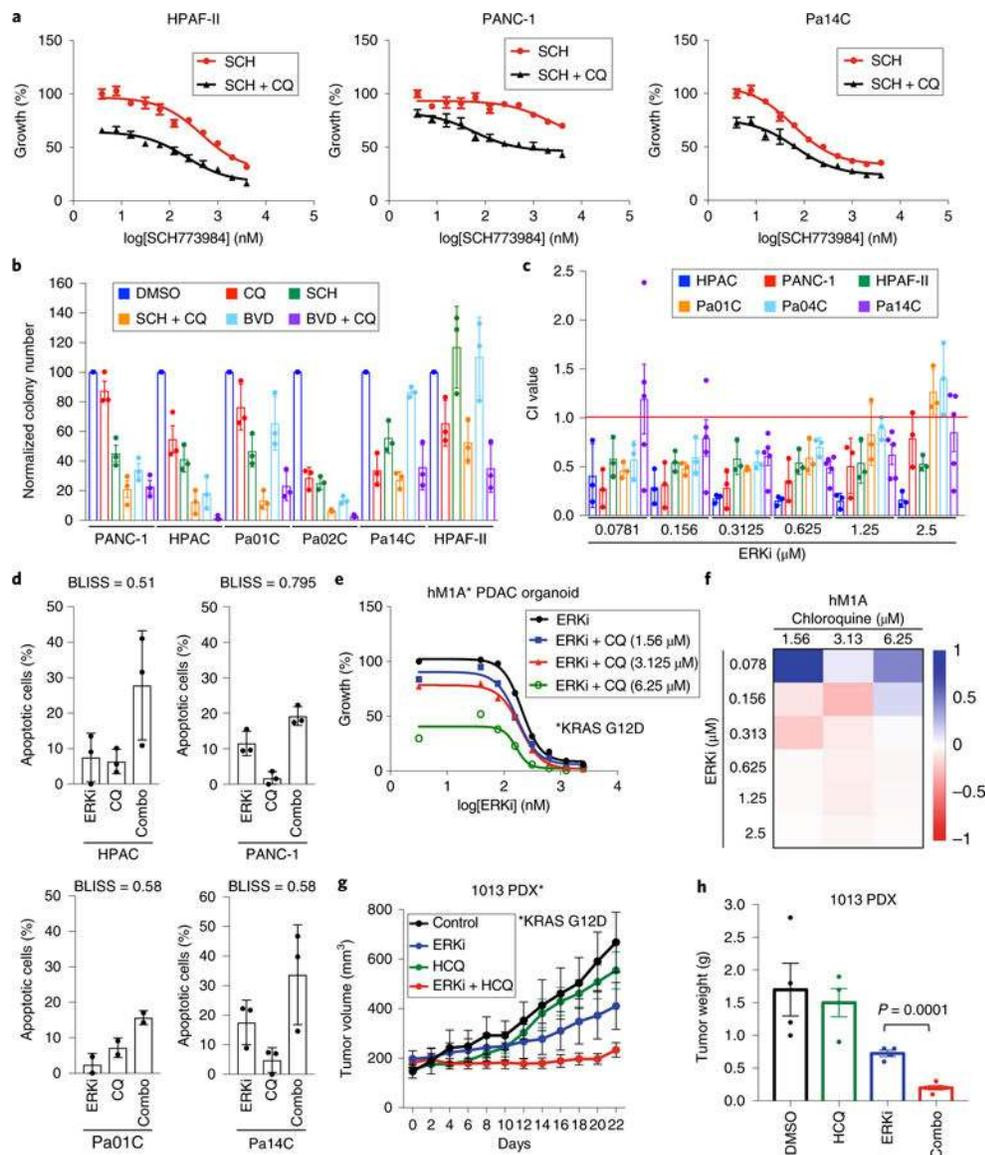 a
HPAF-II
150
100
50
0
Growth (%)
SCH
SCH + CQ
0 1 2 3 4 5
log[SCH773984] (nM)
PANC-1
150
100
50
0
Growth (%)
SCH
SCH + CQ
0 1 2 3 4 5
log[SCH773984] (nM)
Pa14C
150
100
50
0
Growth (%)
SCH
SCH + CQ
0 1 2 3 4 5
log[SCH773984] (nM)
b
Normalized colony number
160
140
120
100
80
60
40
20
0
DMSO CQ SCH
SCH + CQ BVD BVD + CQ
PANC-1 HPAC Pa01C Pa02C Pa14C HPAF-II
c
CI value
2.5
2.0
1.5
1.0
0.5
0.0
HPAC PANC-1 HPAF-II
Pa01C Pa04C Pa14C
0.0781 0.156 0.3125 0.625 1.25 2.5
ERKi (μM)
d
BLISS = 0.51
Apoptotic cells (%)
50
40
30
20
10
0
ERKi CQ Combo
HPAC
BLISS = 0.795
Apoptotic cells (%)
50
40
30
20
10
0
ERKi CQ Combo
PANC-1
BLISS = 0.58
Apoptotic cells (%)
50
40
30
20
10
0
ERKi CQ Combo
Pa01C
BLISS = 0.58
Apoptotic cells (%)
60
40
20
0
ERKi CQ Combo
Pa14C
e
hM1A* PDAC organoid
Growth (%)
150
100
50
0
ERKi
ERKi + CQ (1.56 μM)
ERKi + CQ (3.125 μM)
ERKi + CQ (6.25 μM)
*KRAS G12D
0 1 2 3 4
log[ERKi] (nM)
f
hM1A
Chloroquine (μM)
1.56 3.13 6.25
ERKi (μM)
0.078
0.156
0.313
0.625
1.25
2.5
1
0.5
0
−0.5
−1
g
1013 PDX*
Tumor volume (mm3)
800
600
400
200
0
Control
ERKi
HCQ
ERKi + HCQ
*KRAS G12D
0 2 4 6 8 10 12 14 16 18 20 22
Days
h
1013 PDX
Tumor weight (g)
3.0
2.5
2.0
1.5
1.0
0.5
0
P = 0.0001
DMSO HCQ ERKi Combo